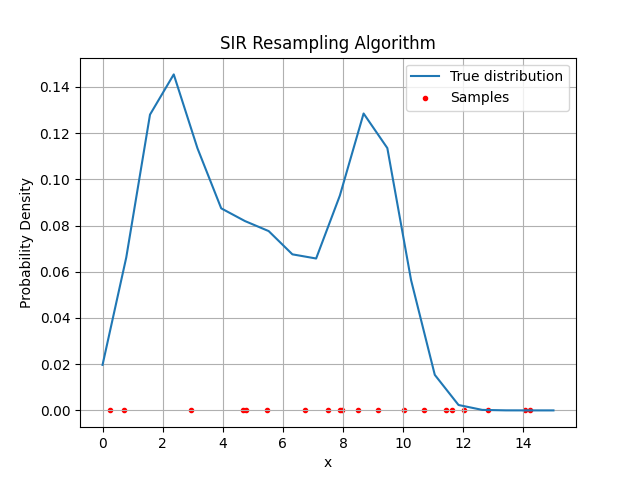 SIR Resampling Algorithm
True distribution
Samples
Probability Density
0.14
0.12
0.10
0.08
0.06
0.04
0.02
0.00
0 2 4 6 8 10 12 14
x